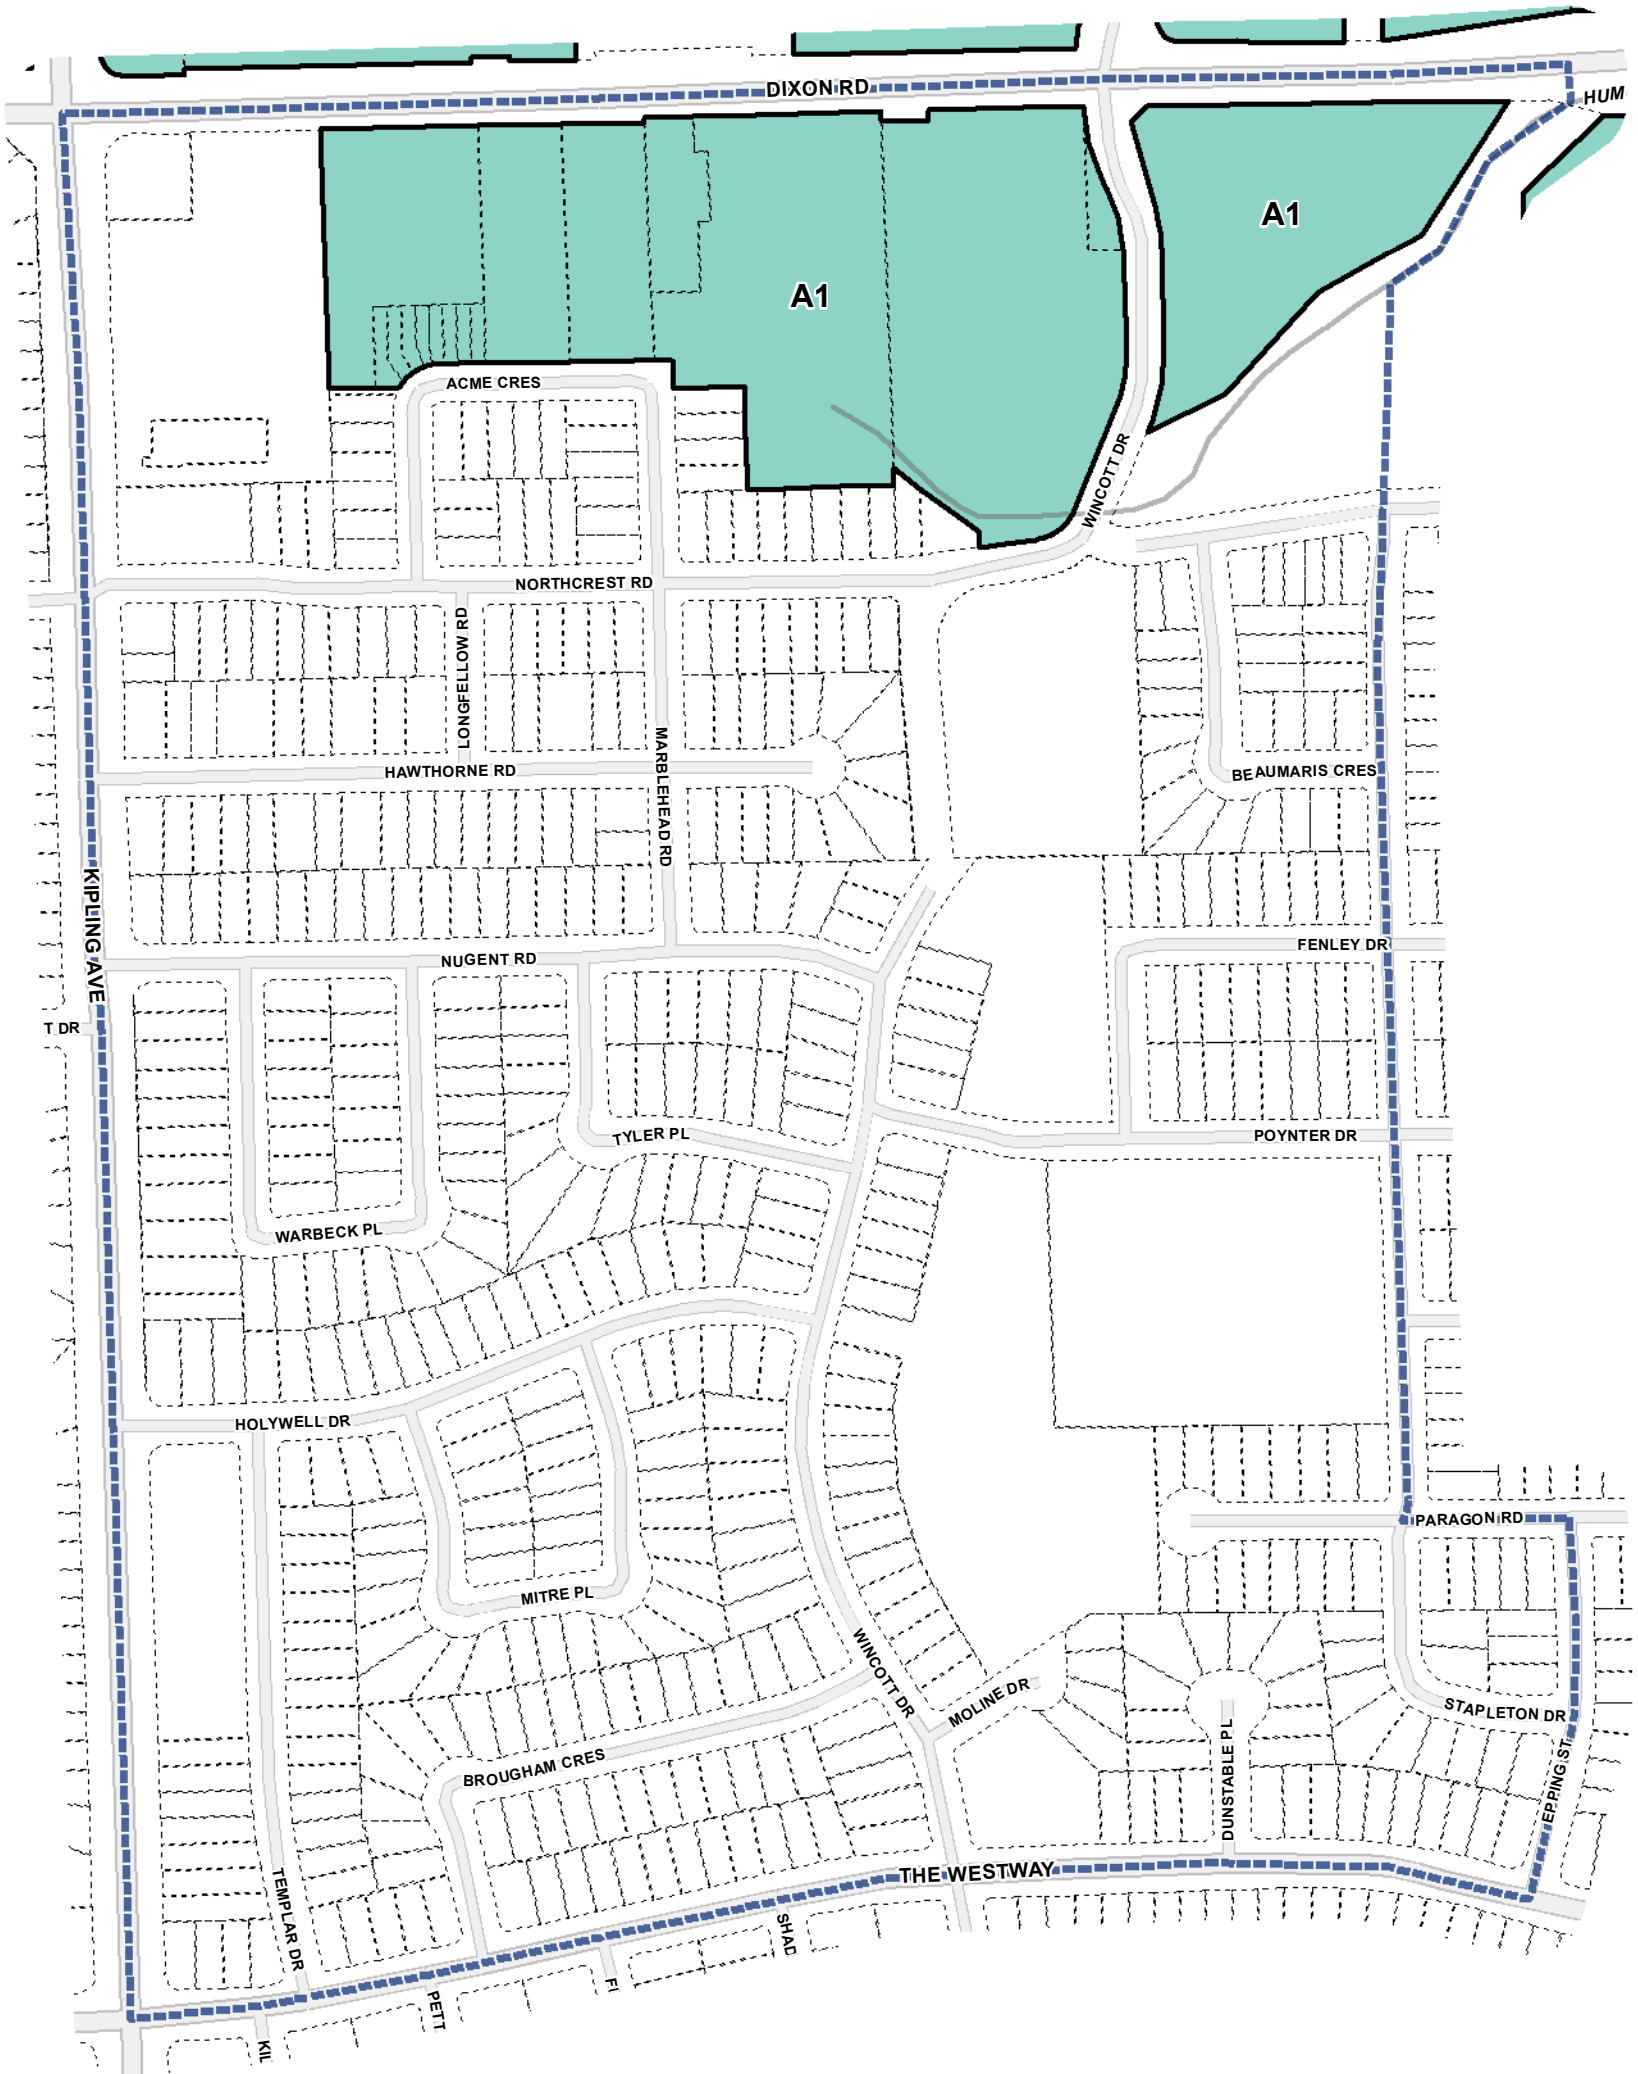 DIXON RD
HUM
A1
A1
ACME CRES
WINCOTT DR
NORTHCREST RD
LONGFELLOW RD
MARBLEHEAD RD
HAWTHORNE RD
BEAUMARIS CRES
KIPLING AVE
FENLEY DR
NUGENT RD
T DR
TYLER PL
POYNTER DR
WARBECK PL
HOLYWELL DR
PARAGON RD
MITRE PL
WINCOTT DR
MOLINE DR
STAPLETON DR
DUNSTABLE PL
EPPING ST
BROUGHAM CRES
THE WESTWAY
TEMPLAR DR
SHAD
PETT
KIL